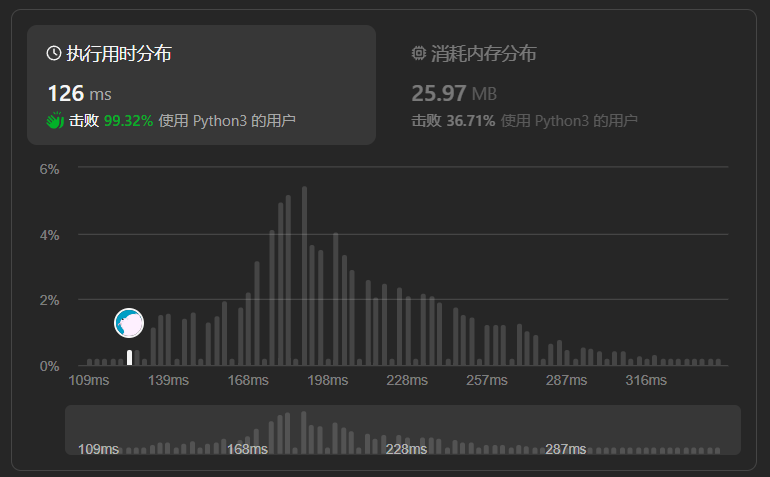 执行用时分布
126 ms
击败 99.32% 使用 Python3 的用户
消耗内存分布
25.97 MB
击败 36.71% 使用 Python3 的用户
6%
4%
2%
0%
109ms 139ms 168ms 198ms 228ms 257ms 287ms 316ms
109ms 168ms 228ms 287ms